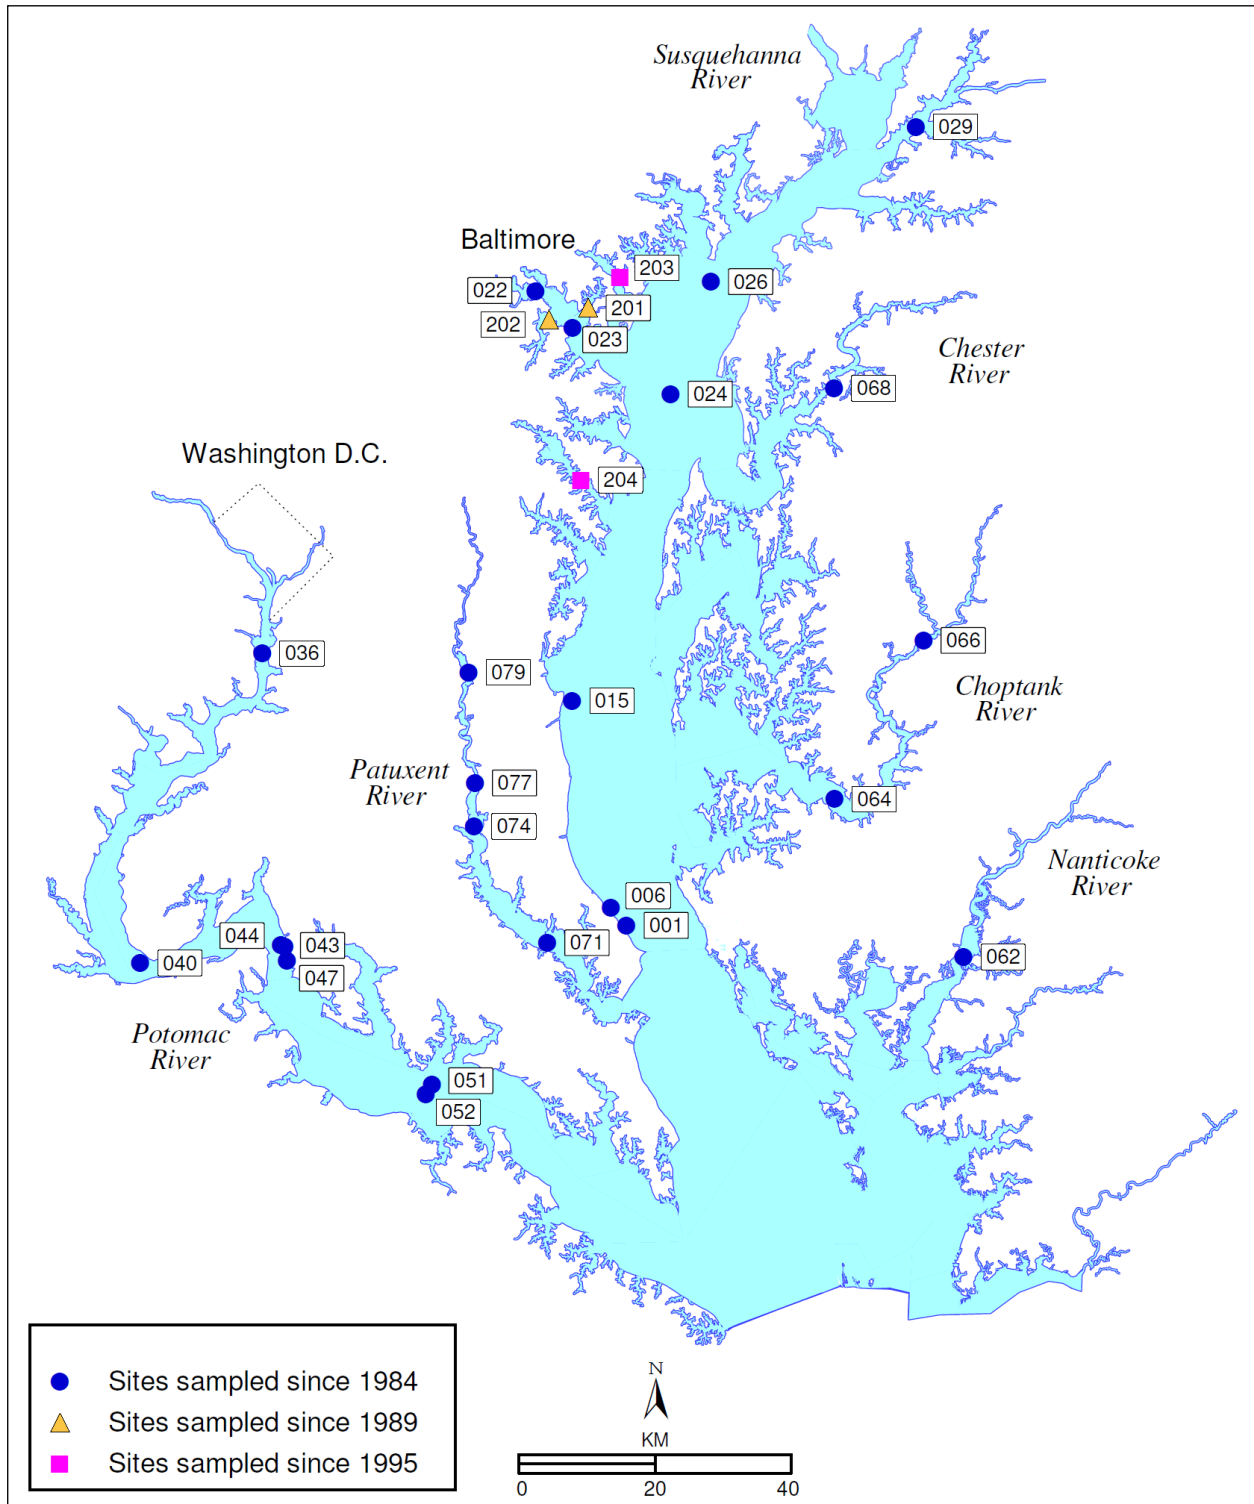 Susquehanna
River
029
Baltimore
203
026
022
201
202
023
Chester
River
068
024
Washington D.C.
204
066
036
079
Choptank
River
015
Patuxent
River
077
064
074
Nanticoke
River
006
001
044
043
071
062
040
047
Potomac
River
051
052
Sites sampled since 1984
Sites sampled since 1989
Sites sampled since 1995
N
KM
0 20 40